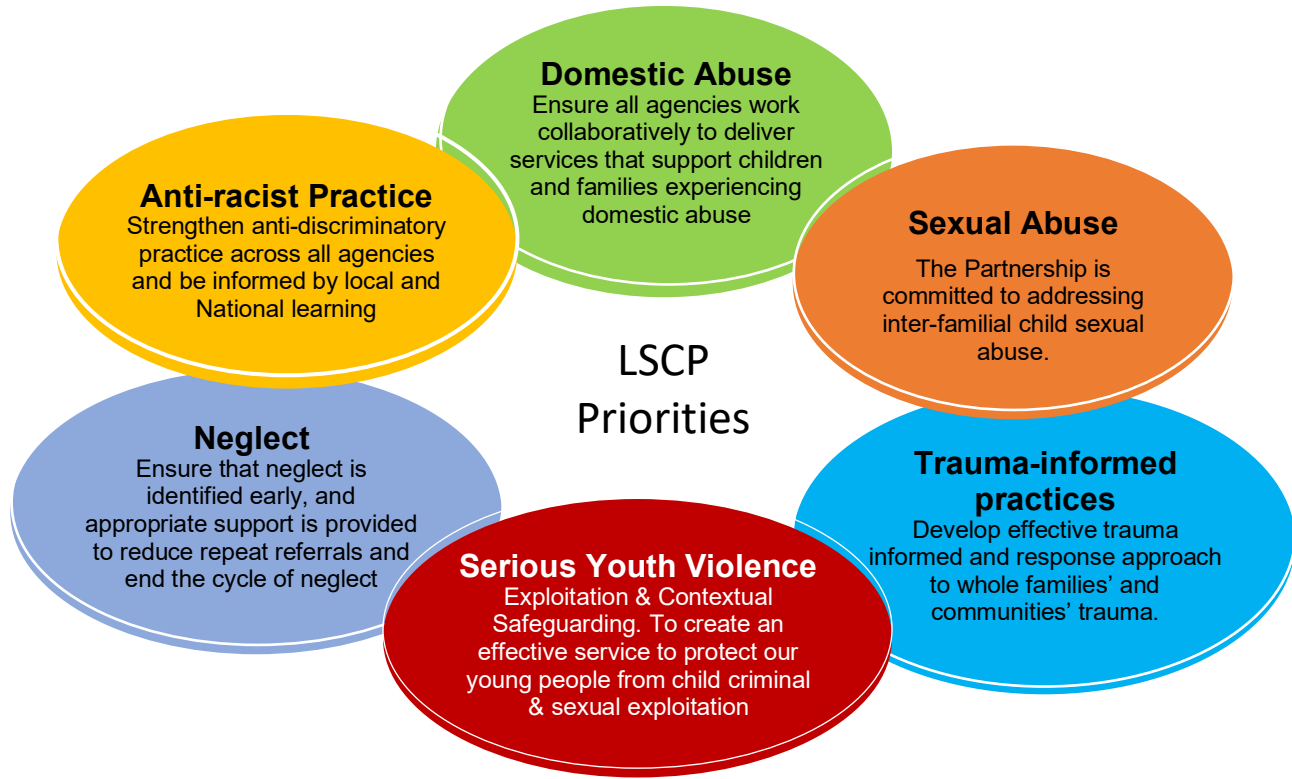 Domestic Abuse
Ensure all agencies work
collaboratively to deliver
services that support children
and families experiencing
domestic abuse
Anti-racist Practice
Strengthen anti-discriminatory
practice across all agencies
and be informed by local and
National learning
Sexual Abuse
The Partnership is
committed to addressing
inter-familial child sexual
abuse.
LSCP
Priorities
Neglect
Ensure that neglect is
identified early, and
appropriate support is provided
to reduce repeat referrals and
end the cycle of neglect
Trauma-informed
practices
Develop effective trauma
informed and response approach
to whole families’ and
communities’ trauma.
Serious Youth Violence
Exploitation & Contextual
Safeguarding. To create an
effective service to protect our
young people from child criminal
& sexual exploitation